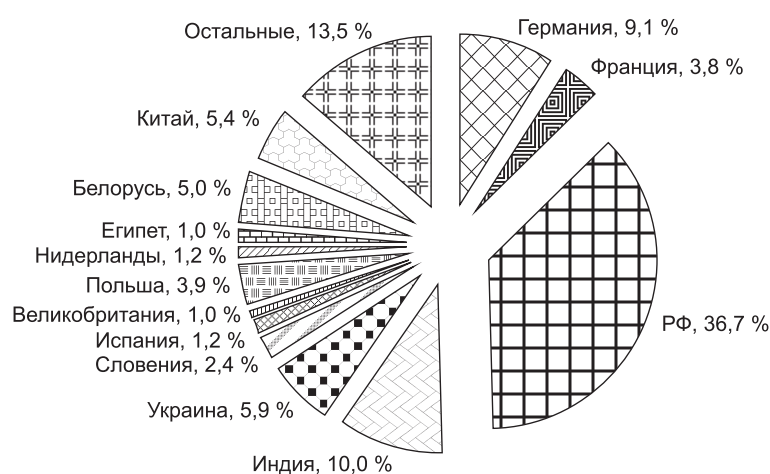 Остальные, 13,5 %
Германия, 9,1 %
Франция, 3,8 %
Китай, 5,4 %
Белорусь, 5,0 %
Египет, 1,0 %
Нидерланды, 1,2 %
Польша, 3,9 %
Великобритания, 1,0 %
Испания, 1,2 %
Словения, 2,4 %
РФ, 36,7 %
Украина, 5,9 %
Индия, 10,0 %